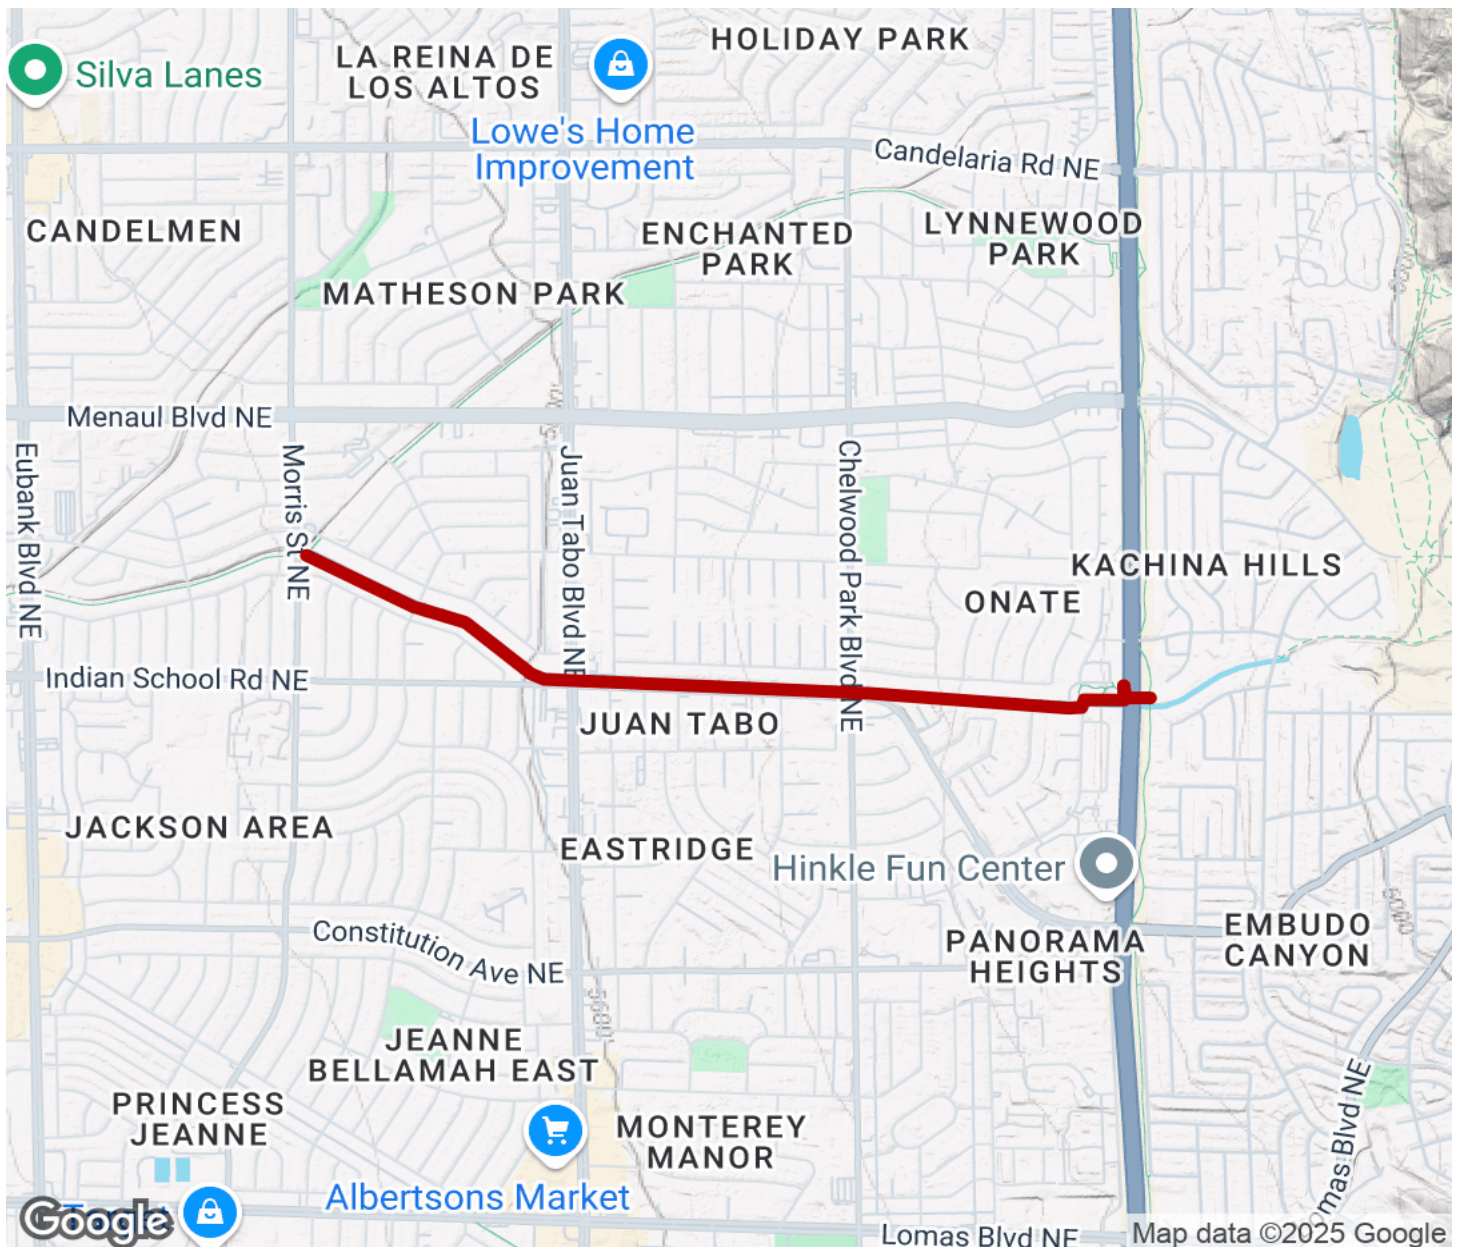 HOLIDAY PARK
LA REINA DE
LOS ALTOS
Silva Lanes
Lowe's Home
Improvement
Candelaria Rd NE
CANDELMEN
ENCHANTED
PARK
LYNNEWOOD
PARK
MATHESON PARK
Menaul Blvd NE
Eubank Blvd NE
Morris St NE
Juan Tabo Blvd NE
Chelwood Park Blvd NE
KACHINA HILLS
ONATE
Indian School Rd NE
JUAN TABO
JACKSON AREA
EASTRIDGE
Hinkle Fun Center
EMBUDO
CANYON
Constitution Ave NE
PANORAMA
HEIGHTS
JEANNE
BELLAMAH EAST
PRINCESS
JEANNE
MONTEREY
MANOR
Albertsons Market
omas Blvd NE
Google
Lomas Blvd NE
Map data ©2025 Google